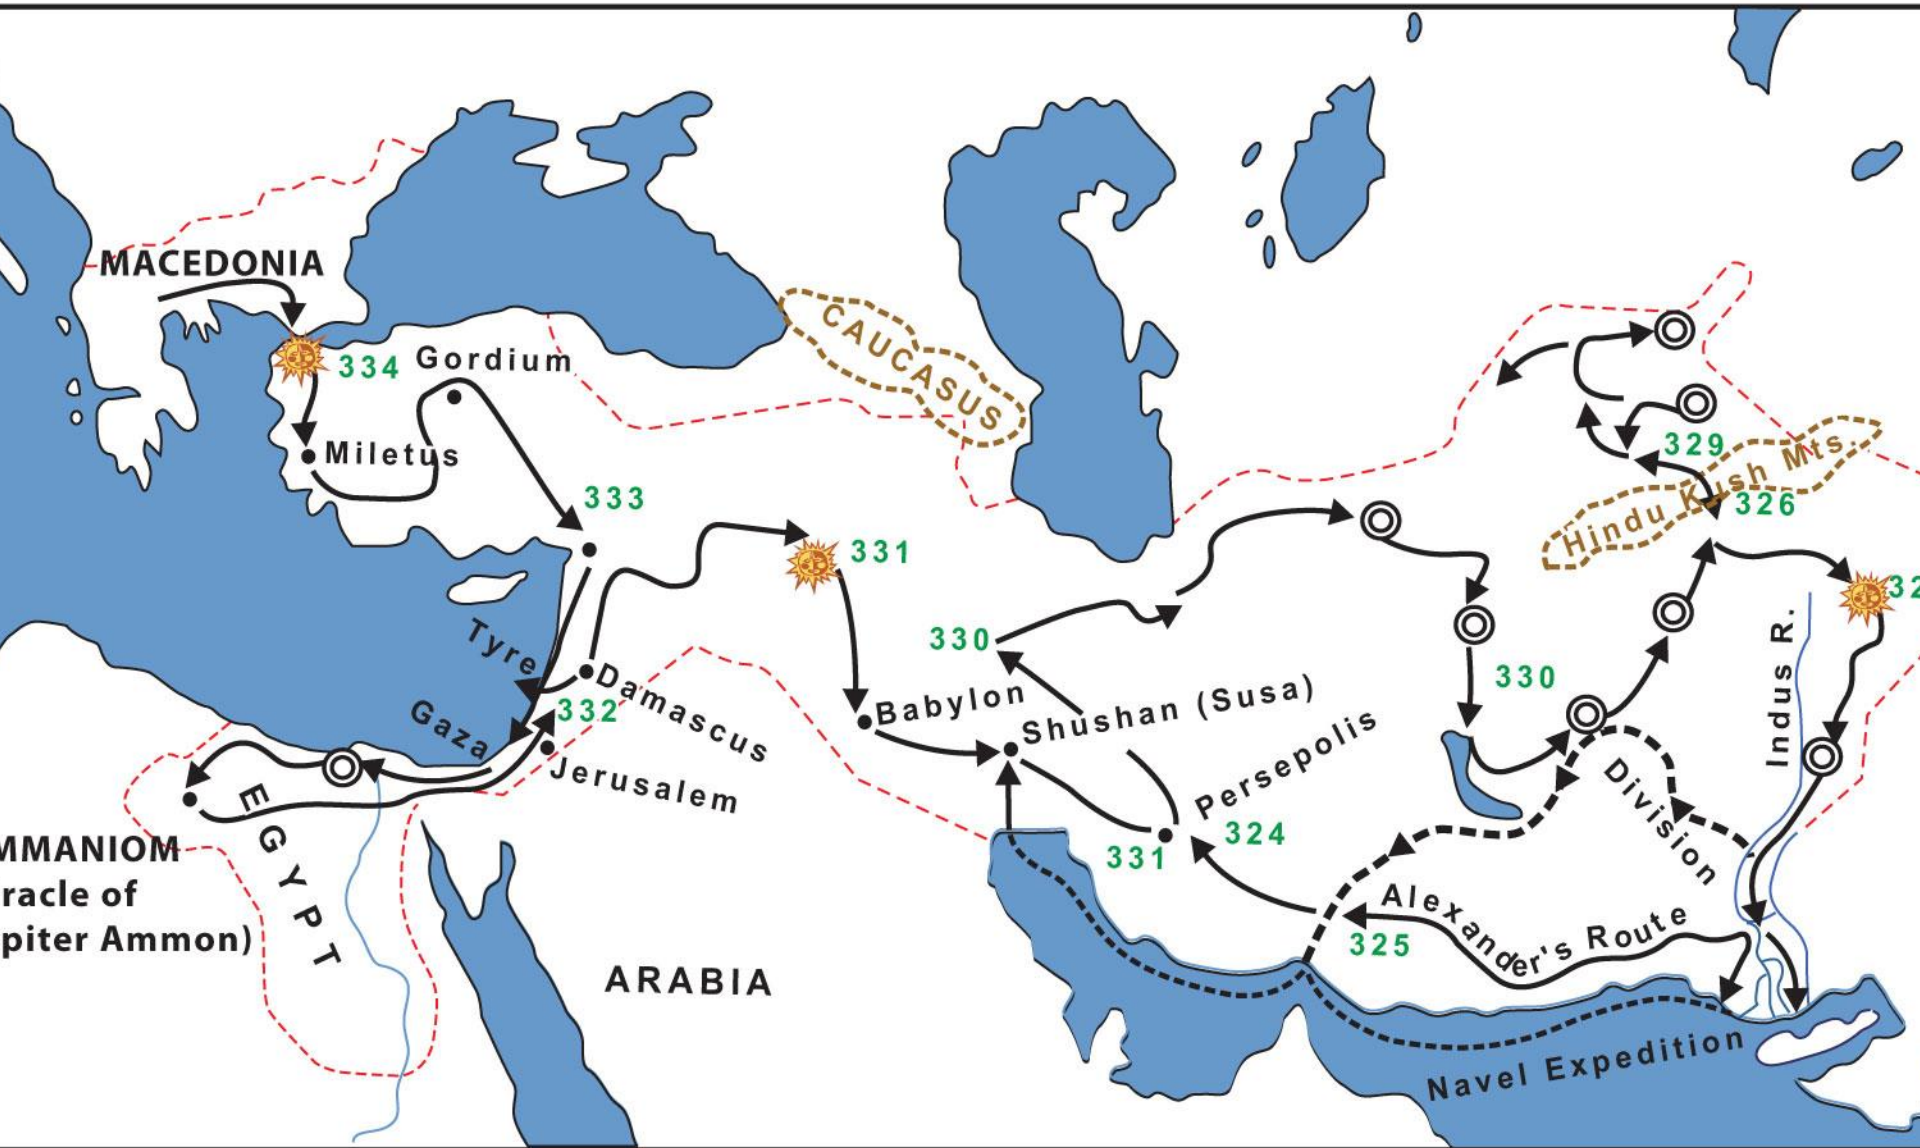 MACEDONIA
334
Gordium
Miletus
333
CAUCASUS
331
Tyre
Damascus
332
Gaza
Jerusalem
EGYPT
MMANIOM
racle of
piter Ammon)
ARABIA
330
Babylon
Shushan (Susa)
Persepolis
331
324
325
Alexander's Route
Division
330
329
Hindu Kush Mts.
326
32
Indus R.
Navel Expedition